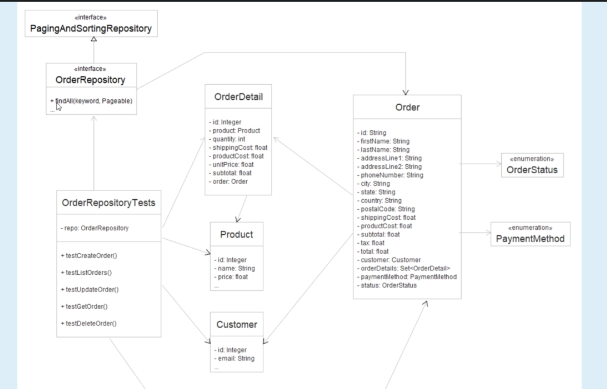 «interface»
PagingAndSortingRepository
«interface»
OrderRepository
+ findAll(keyword, Pageable)
...
OrderDetail
- id: Integer
- product: Product
- quantity: int
- shippingCost: float
- productCost: float
- unitPrice: float
- subtotal: float
- order: Order
Order
- id: String
- firstName: String
- lastName: String
- addressLine1: String
- addressLine2: String
- phoneNumber: String
- city: String
- state: String
- country: String
- postalCode: String
- shippingCost: float
- productCost: float
- subtotal: float
- tax: float
- total: float
- customer: Customer
- orderDetails: Set<OrderDetail>
- paymentMethod: PaymentMethod
- status: OrderStatus
«enumeration»
OrderStatus
«enumeration»
PaymentMethod
OrderRepositoryTests
- repo: OrderRepository
+ testCreateOrder()
+ testListOrders()
+ testUpdateOrder()
+ testGetOrder()
+ testDeleteOrder()
Product
- id: Integer
- name: String
- price: float
...
Customer
- id: Integer
- email: String
...